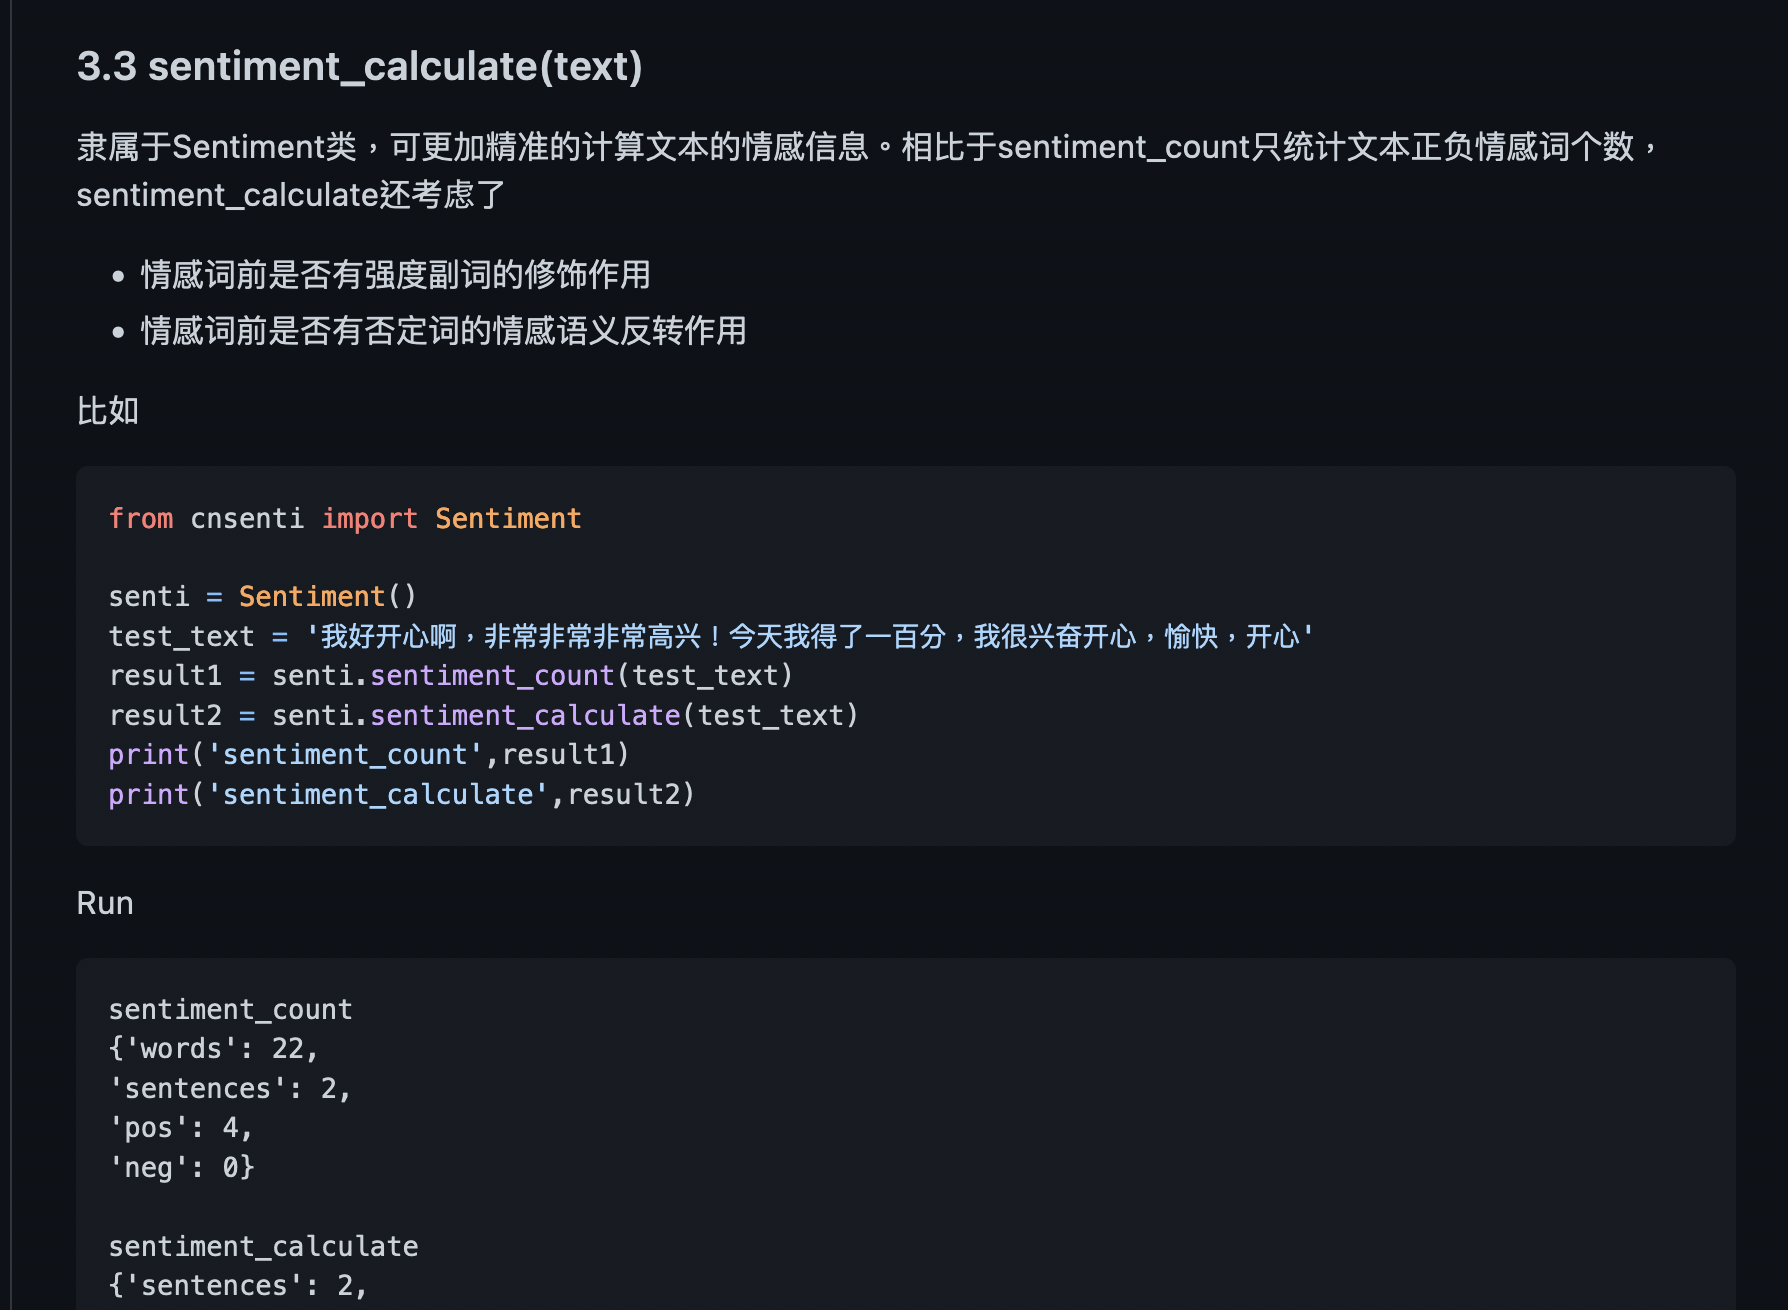 3.3 sentiment_calculate(text)
隶属于Sentiment类，可更加精准的计算文本的情感信息。相比于sentiment_count只统计文本正负情感词个数，
sentiment_calculate还考虑了
• 情感词前是否有强度副词的修饰作用
• 情感词前是否有否定词的情感语义反转作用
比如
from cnsenti import Sentiment
senti = Sentiment()
test_text = '我好开心啊，非常非常非常高兴！今天我得了一百分，我很兴奋开心，愉快，开心'
result1 = senti.sentiment_count(test_text)
result2 = senti.sentiment_calculate(test_text)
print('sentiment_count',result1)
print('sentiment_calculate',result2)
Run
sentiment_count
{'words': 22,
'sentences': 2,
'pos': 4,
'neg': 0}
sentiment_calculate
{'sentences': 2,